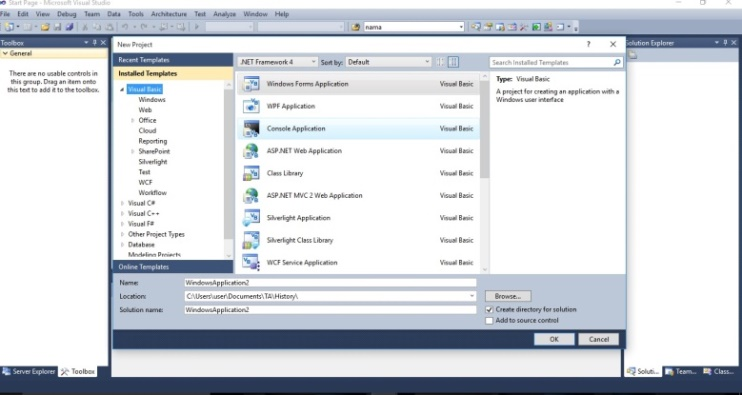 Start Page - Microsoft Visual Studio
File Edit View Debug Team Data Tools Architecture Test Analyze Window Help
nama
Toolbox
General
There are no usable controls in
this group. Drag an item onto
this text to add it to the toolbox.
Server Explorer Toolbox
New Project
Recent Templates
Installed Templates
Visual Basic
Windows
Web
Office
Cloud
Reporting
SharePoint
Silverlight
Test
WCF
Workflow
Visual C#
Visual C++
Visual F#
Other Project Types
Database
Modeling Projects
Online Templates
.NET Framework 4 Sort by: Default
Search Installed Templates
Windows Forms Application Visual Basic
WPF Application Visual Basic
Console Application Visual Basic
ASP.NET Web Application Visual Basic
Class Library Visual Basic
ASP.NET MVC 2 Web Application Visual Basic
Silverlight Application Visual Basic
Silverlight Class Library Visual Basic
WCF Service Application Visual Basic
Type: Visual Basic
A project for creating an application with a
Windows user interface
Name: WindowsApplication2
Location: C:\Users\user\Documents\TA\History\
Browse...
Solution name: WindowsApplication2
Create directory for solution
Add to source control
OK Cancel
Solution Explorer
Soluti... Team... Class...